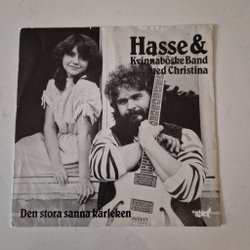 Hasse &
Kvinnaböske Band
med Christina
Den stora sanna kärleken